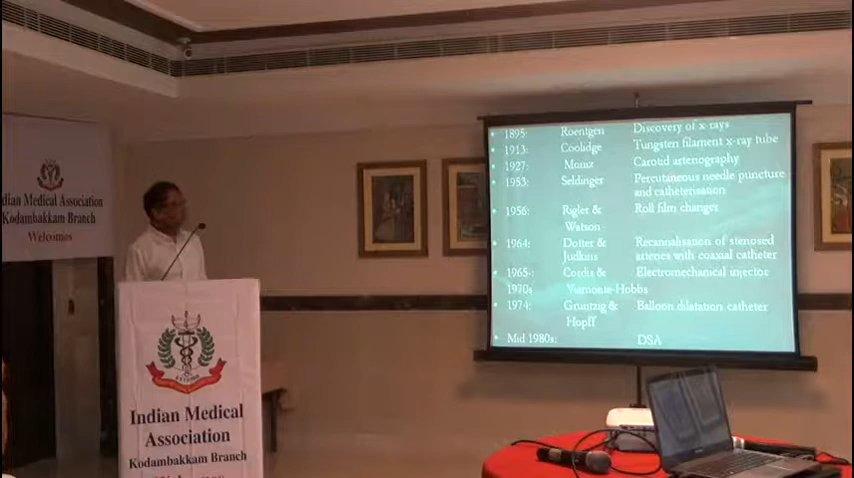 ndian Medical Association
Kodambakkam Branch
Welcomes
Indian Medical
Association
Kodambakkam Branch
1895: Roentgen Discovery of x-rays
1913: Coolidge Tungsten filament x-ray tube
1927: Moniz Carotid arteriography
1953: Seldinger Percutaneous needle puncture
and catheterisation
1956: Rigler & Roll film changer
Watson
1964: Dotter & Recannalisation of stenosed
Judkins arteries with coaxial catheter
1965-: Cordis & Electromechanical injector
1970s Viamonte-Hobbs
1974: Gruntzig & Balloon dilatation catheter
Hopff
Mid 1980s: DSA